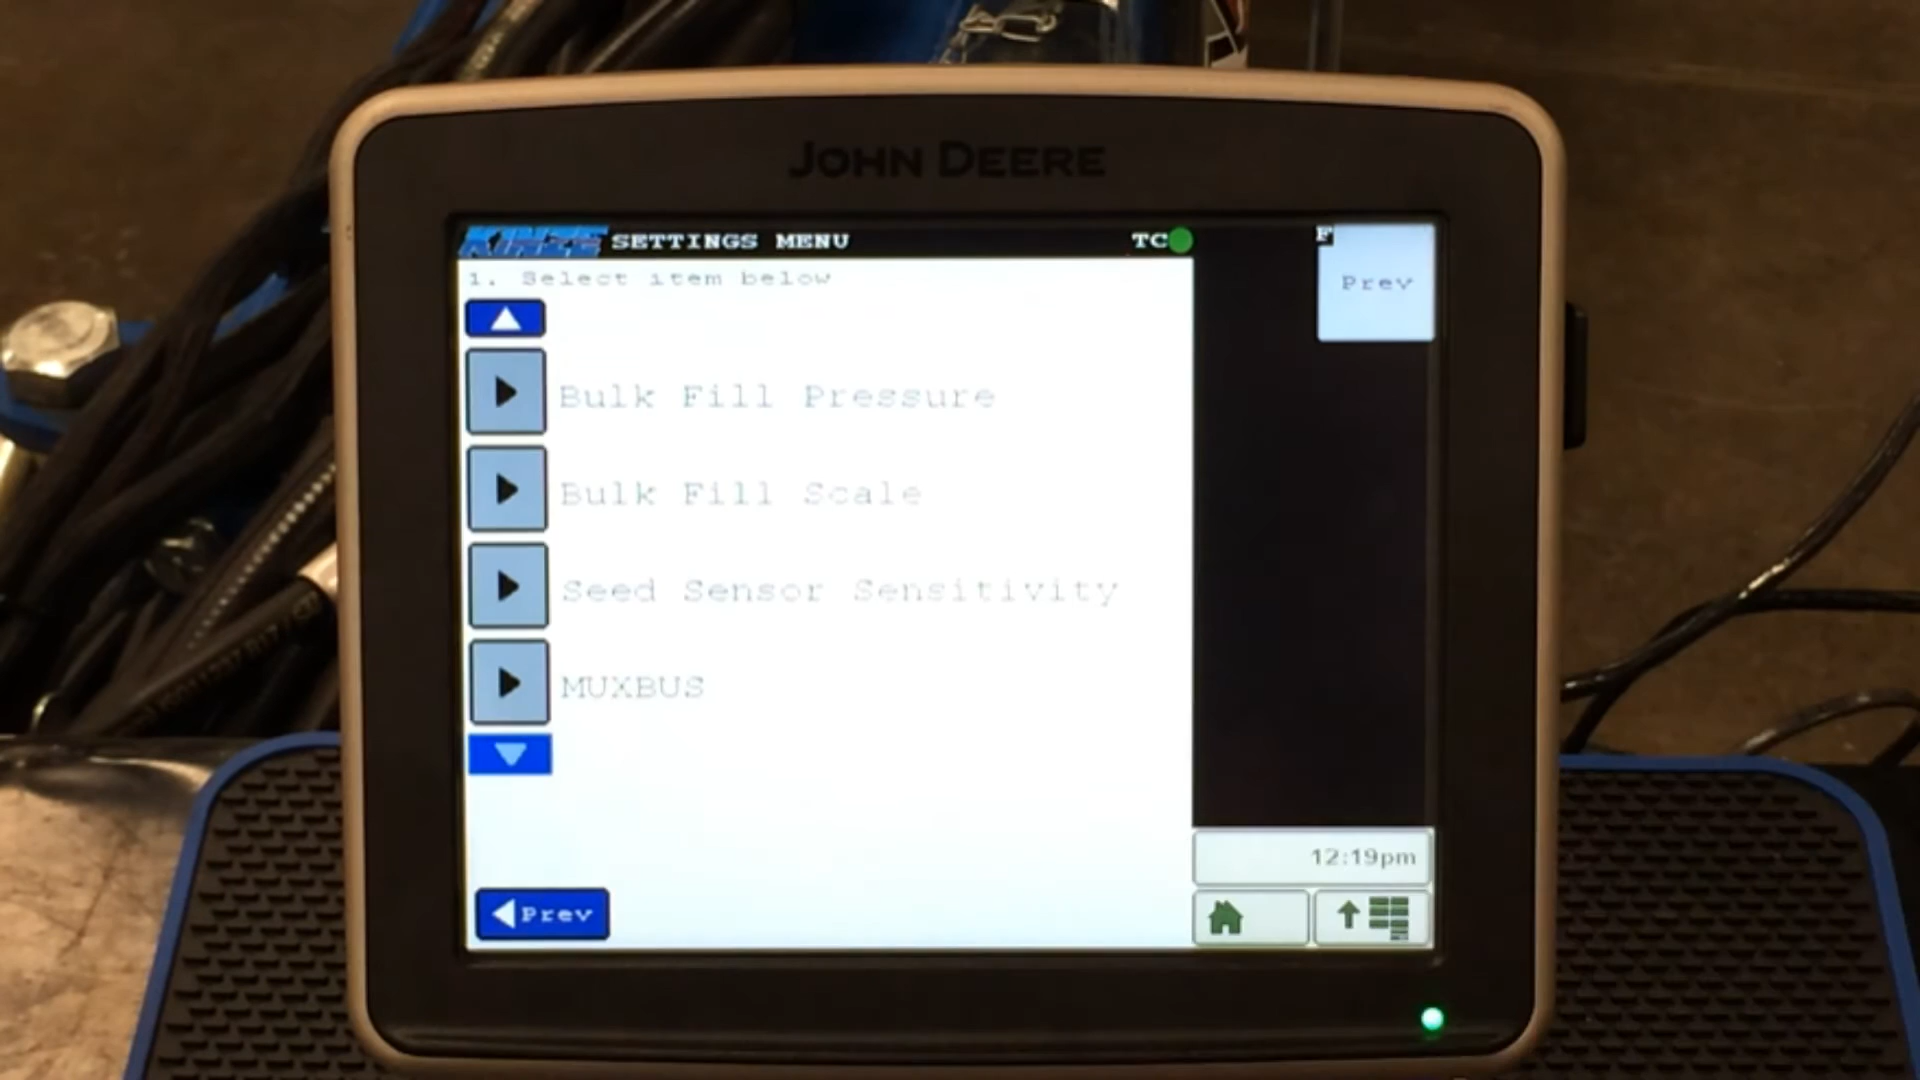 JOHN DEERE
KINZE SETTINGS MENU TC
F
Prev
1. Select item below
Bulk Fill Pressure
Bulk Fill Scale
Seed Sensor Sensitivity
MUXBUS
12:19pm
Prev